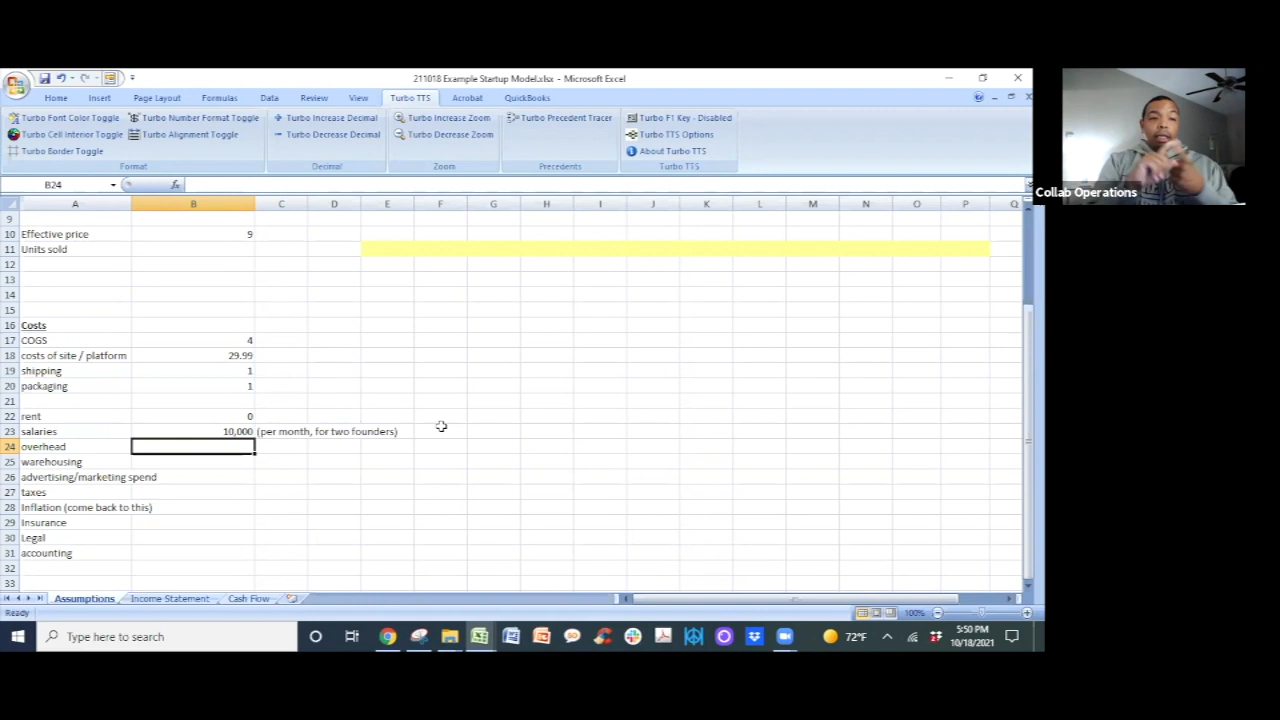 211018 Example Startup Model.xlsx - Microsoft Excel
Home Insert Page Layout Formulas Data Review View Turbo TTS Acrobat QuickBooks
Turbo Font Color Toggle Turbo Number Format Toggle Turbo Increase Decimal Turbo Increase Zoom Turbo Precedent Tracer Turbo F1 Key - Disabled
Turbo Cell Interior Toggle Turbo Alignment Toggle Turbo Decrease Decimal Turbo Decrease Zoom Turbo TTS Options
Turbo Border Toggle About Turbo TTS
Format Decimal Zoom Precedents Turbo TTS
Collab Operations
B24 fx
A B C D E F G H I J K L M N O P Q
9
10 Effective price 9
11 Units sold
12
13
14
15
16 Costs
17 COGS 4
18 costs of site / platform 29.99
19 shipping 1
20 packaging 1
21
22 rent 0
23 salaries 10,000 (per month, for two founders)
24 overhead
25 warehousing
26 advertising/marketing spend
27 taxes
28 Inflation (come back to this)
29 Insurance
30 Legal
31 accounting
32
33
Assumptions Income Statement Cash Flow
Ready 100%
Type here to search 72°F 5:50 PM
10/18/2021